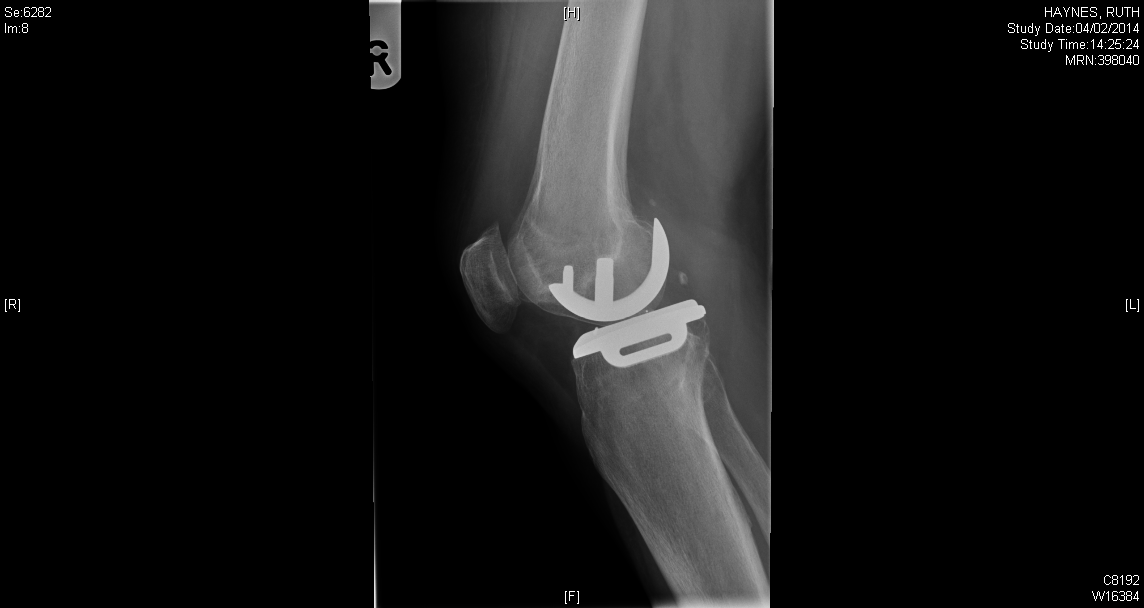 Se:6282
Im:8
[H]
HAYNES, RUTH
Study Date:04/02/2014
Study Time:14:25:24
MRN:398040
R
[R]
[L]
[F]
C8192
W16384